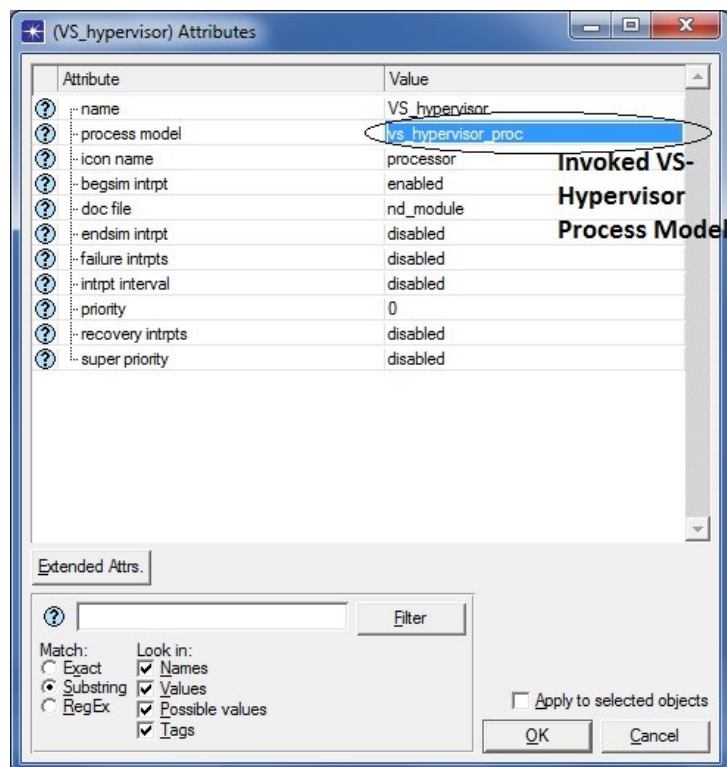 (VS_hypervisor) Attributes
Attribute Value
name VS_hypervisor
process model vs_hypervisor_proc
icon name processor
begsim intrpt enabled
doc file nd_module
endsim intrpt disabled
failure intrpts disabled
intrpt interval disabled
priority 0
recovery intrpts disabled
super priority disabled
Invoked VS-
Hypervisor
Process Model
Extended Attrs.
Filter
Match: Look in:
Exact Names
Substring Values
RegEx Possible values
Tags
Apply to selected objects
OK Cancel